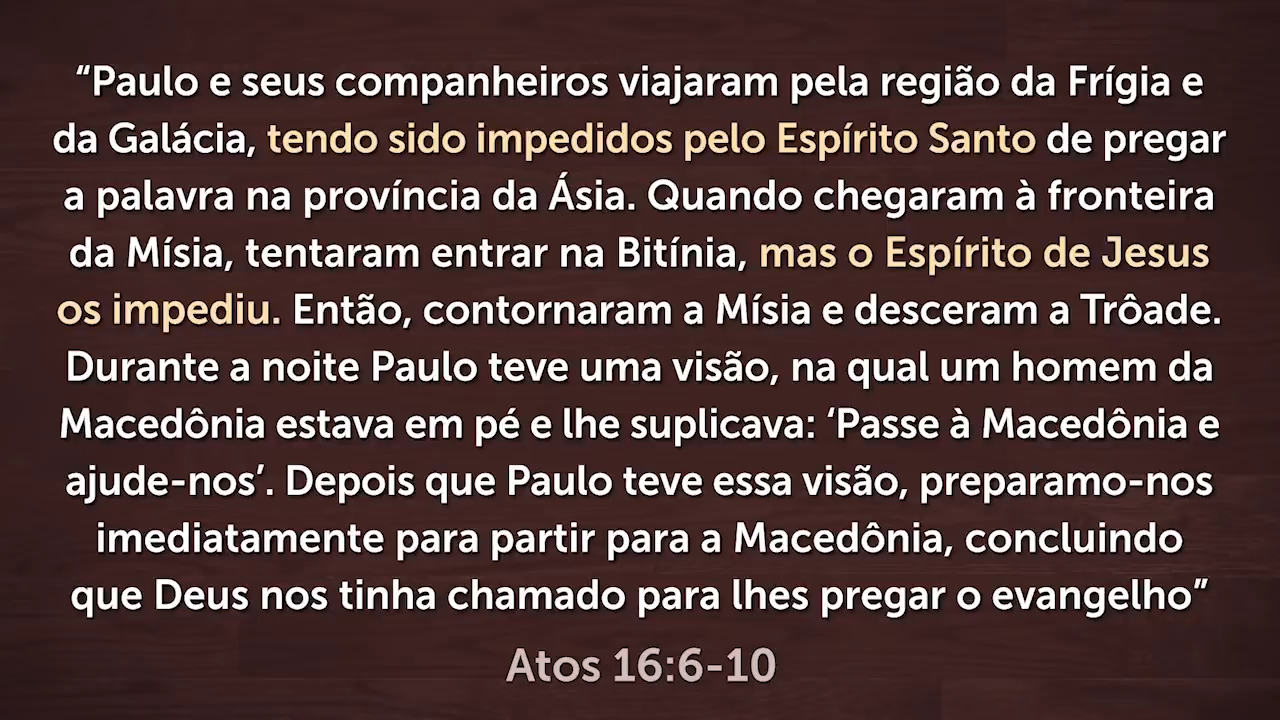 “Paulo e seus companheiros viajaram pela região da Frígia e
da Galácia, tendo sido impedidos pelo Espírito Santo de pregar
a palavra na província da Ásia. Quando chegaram à fronteira
da Mísia, tentaram entrar na Bitínia, mas o Espírito de Jesus
os impediu. Então, contornaram a Mísia e desceram a Trôade.
Durante a noite Paulo teve uma visão, na qual um homem da
Macedônia estava em pé e lhe suplicava: ‘Passe à Macedônia e
ajude-nos’. Depois que Paulo teve essa visão, preparamo-nos
imediatamente para partir para a Macedônia, concluindo
que Deus nos tinha chamado para lhes pregar o evangelho”
Atos 16:6-10